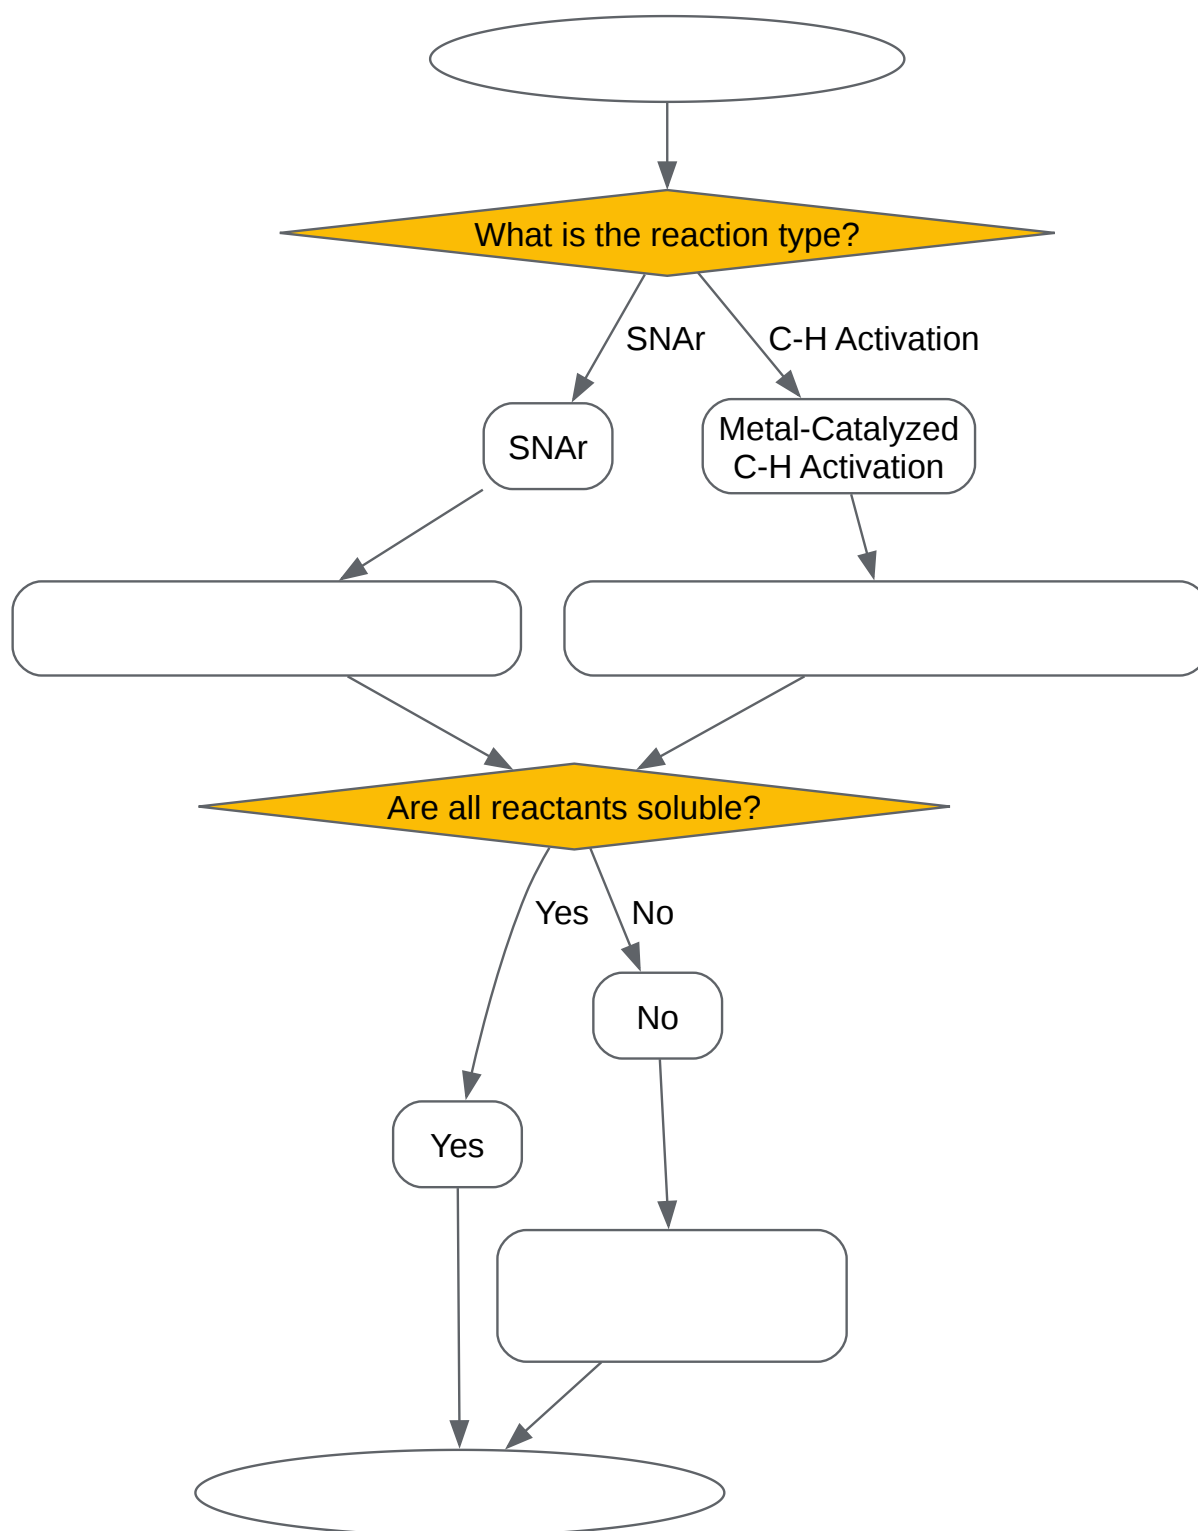 What is the reaction type?
SNAr
C-H Activation
SNAr
Metal-Catalyzed
C-H Activation
Are all reactants soluble?
Yes
No
No
Yes